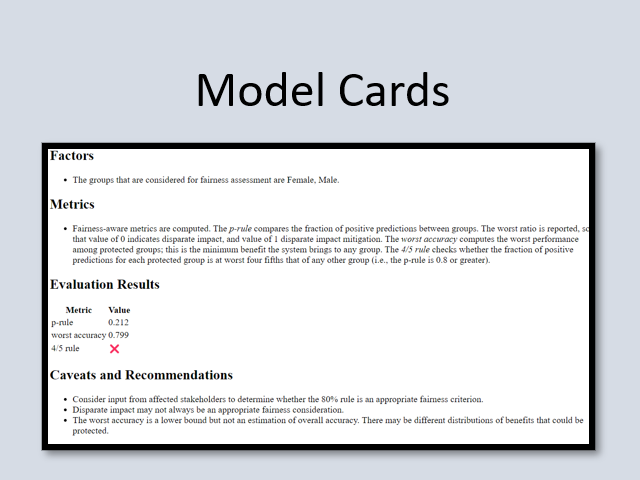 Model Cards
Factors
• The groups that are considered for fairness assessment are Female, Male.
Metrics
• Fairness-aware metrics are computed. The p-rule compares the fraction of positive predictions between groups. The worst ratio is reported, so
that value of 0 indicates disparate impact, and value of 1 disparate impact mitigation. The worst accuracy computes the worst performance
among protected groups; this is the minimum benefit the system brings to any group. The 4/5 rule checks whether the fraction of positive
predictions for each protected group is at worst four fifths that of any other group (i.e., the p-rule is 0.8 or greater).
Evaluation Results
Metric Value
p-rule 0.212
worst accuracy 0.799
4/5 rule ❌
Caveats and Recommendations
• Consider input from affected stakeholders to determine whether the 80% rule is an appropriate fairness criterion.
• Disparate impact may not always be an appropriate fairness consideration.
• The worst accuracy is a lower bound but not an estimation of overall accuracy. There may be different distributions of benefits that could be
protected.